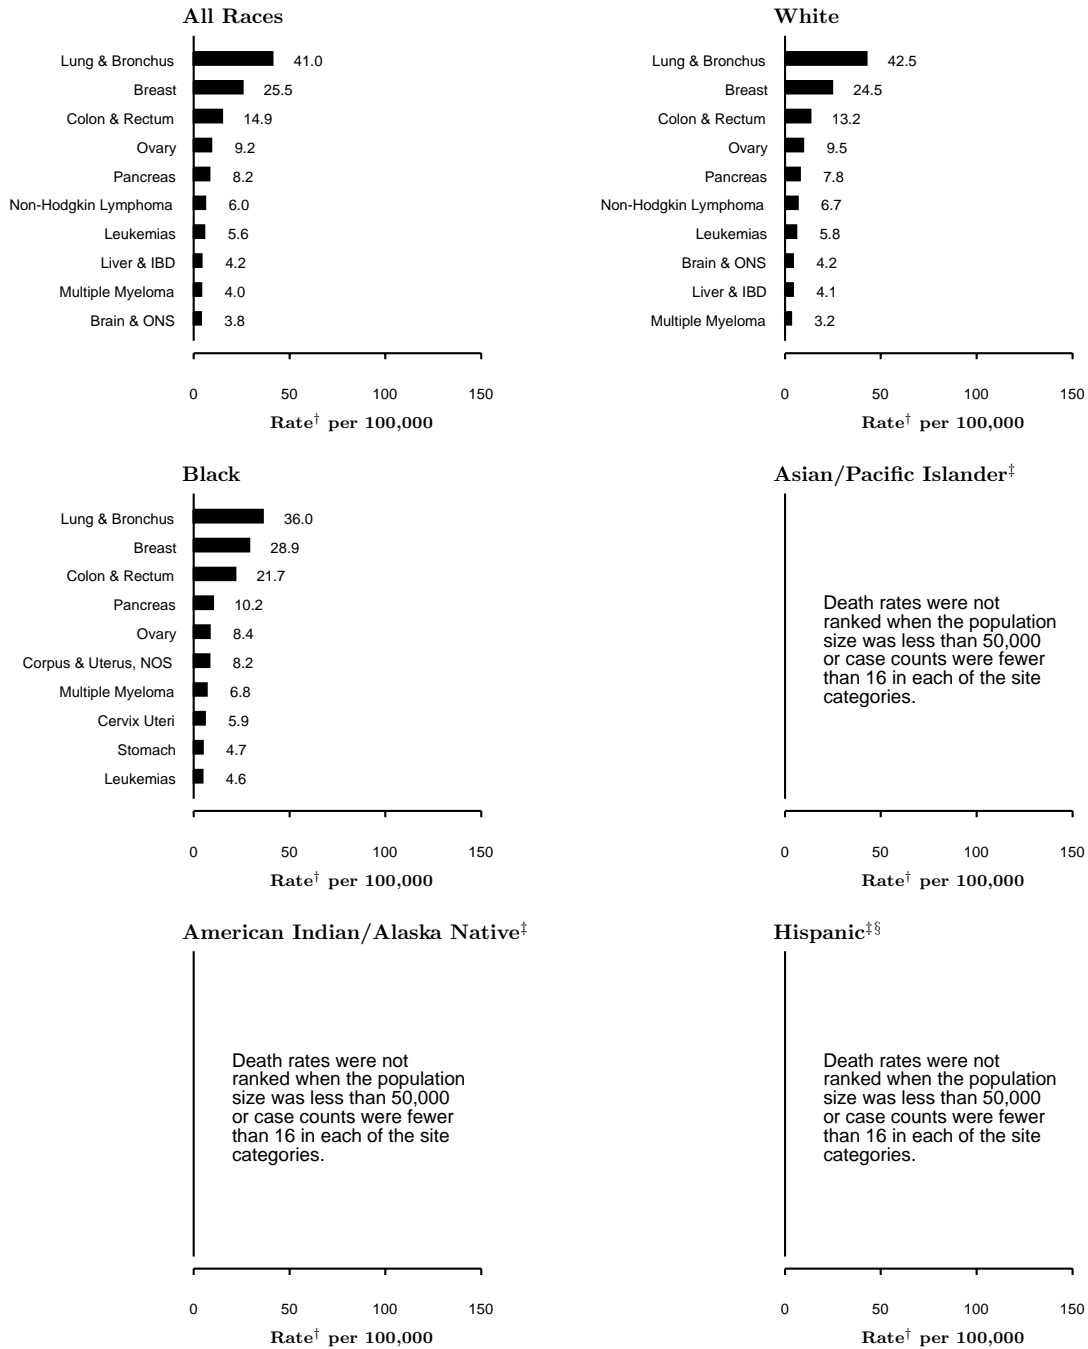 All Races
Lung & Bronchus 41.0
Breast 25.5
Colon & Rectum 14.9
Ovary 9.2
Pancreas 8.2
Non-Hodgkin Lymphoma 6.0
Leukemias 5.6
Liver & IBD 4.2
Multiple Myeloma 4.0
Brain & ONS 3.8
0 50 100 150
Rate† per 100,000
White
Lung & Bronchus 42.5
Breast 24.5
Colon & Rectum 13.2
Ovary 9.5
Pancreas 7.8
Non-Hodgkin Lymphoma 6.7
Leukemias 5.8
Brain & ONS 4.2
Liver & IBD 4.1
Multiple Myeloma 3.2
0 50 100 150
Rate† per 100,000
Black
Lung & Bronchus 36.0
Breast 28.9
Colon & Rectum 21.7
Pancreas 10.2
Ovary 8.4
Corpus & Uterus, NOS 8.2
Multiple Myeloma 6.8
Cervix Uteri 5.9
Stomach 4.7
Leukemias 4.6
0 50 100 150
Rate† per 100,000
Asian/Pacific Islander‡
Death rates were not
ranked when the population
size was less than 50,000
or case counts were fewer
than 16 in each of the site
categories.
0 50 100 150
Rate† per 100,000
American Indian/Alaska Native‡
Death rates were not
ranked when the population
size was less than 50,000
or case counts were fewer
than 16 in each of the site
categories.
0 50 100 150
Rate† per 100,000
Hispanic‡§
Death rates were not
ranked when the population
size was less than 50,000
or case counts were fewer
than 16 in each of the site
categories.
0 50 100 150
Rate† per 100,000